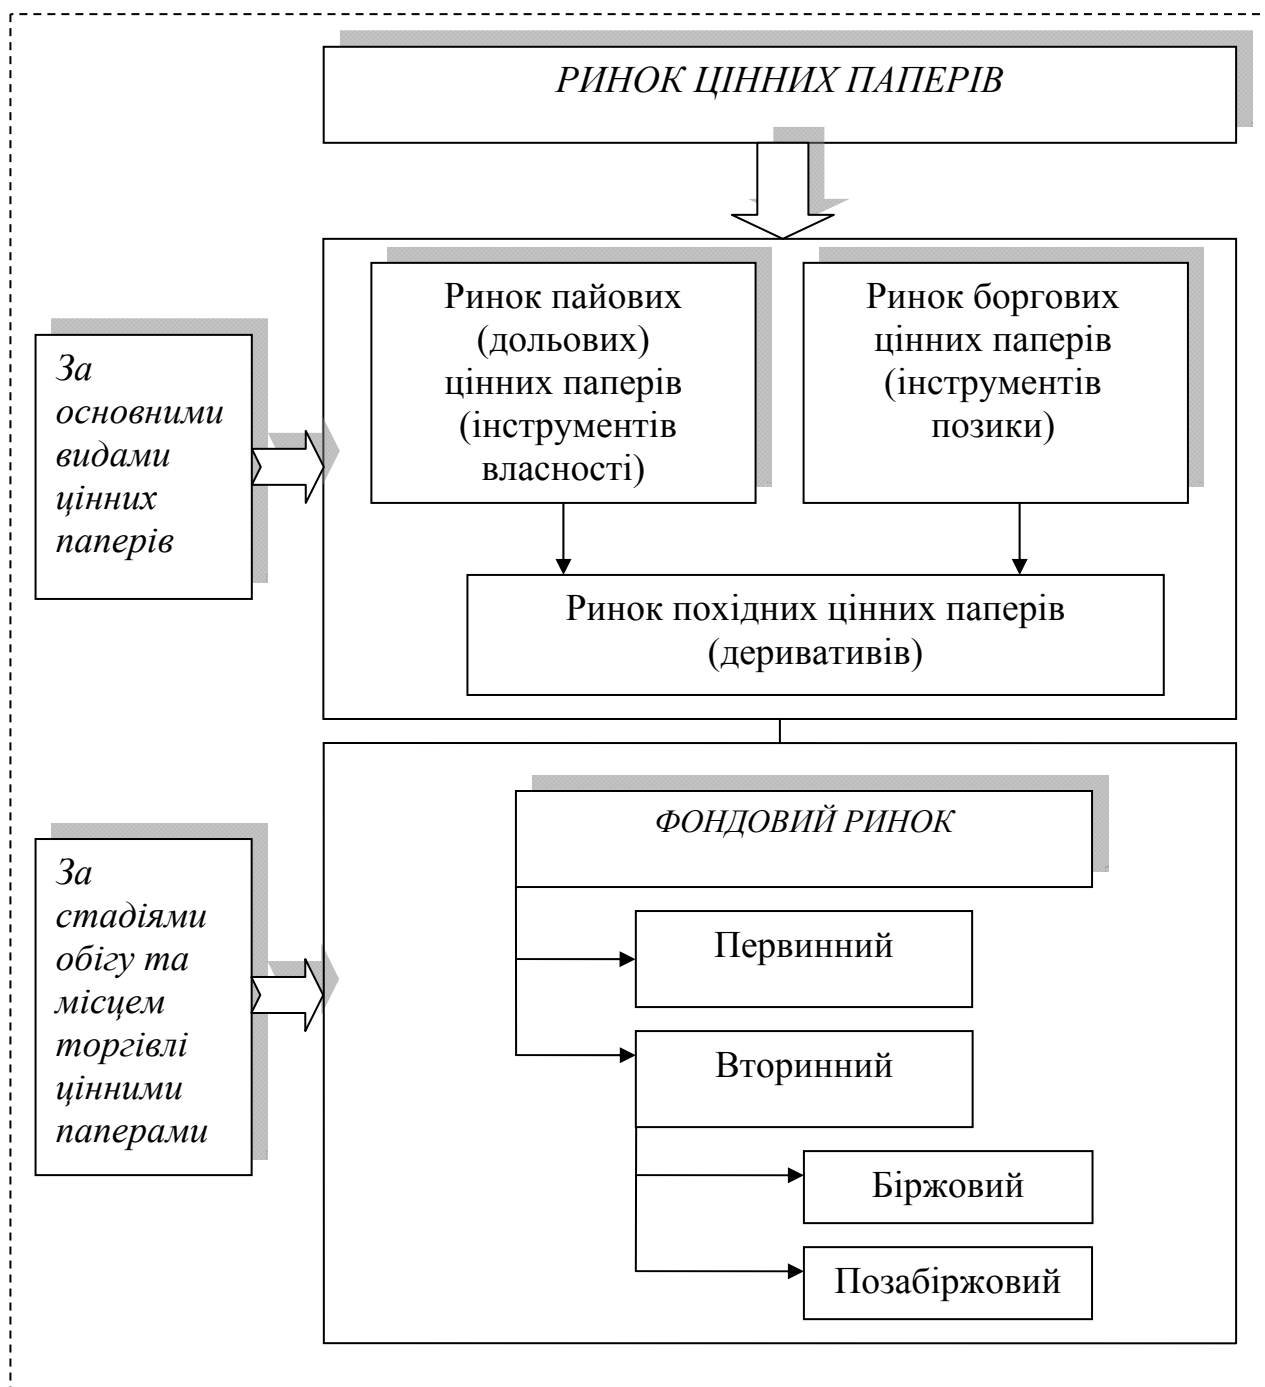 РИНОК ЦІННИХ ПАПЕРІВ
За
основними
видами
цінних
паперів
Ринок пайових
(дольових)
цінних паперів
(інструментів
власності)
Ринок боргових
цінних паперів
(інструментів
позики)
Ринок похідних цінних паперів
(деривативів)
За
стадіями
обігу та
місцем
торгівлі
цінними
паперами
ФОНДОВИЙ РИНОК
Первинний
Вторинний
Біржовий
Позабіржовий